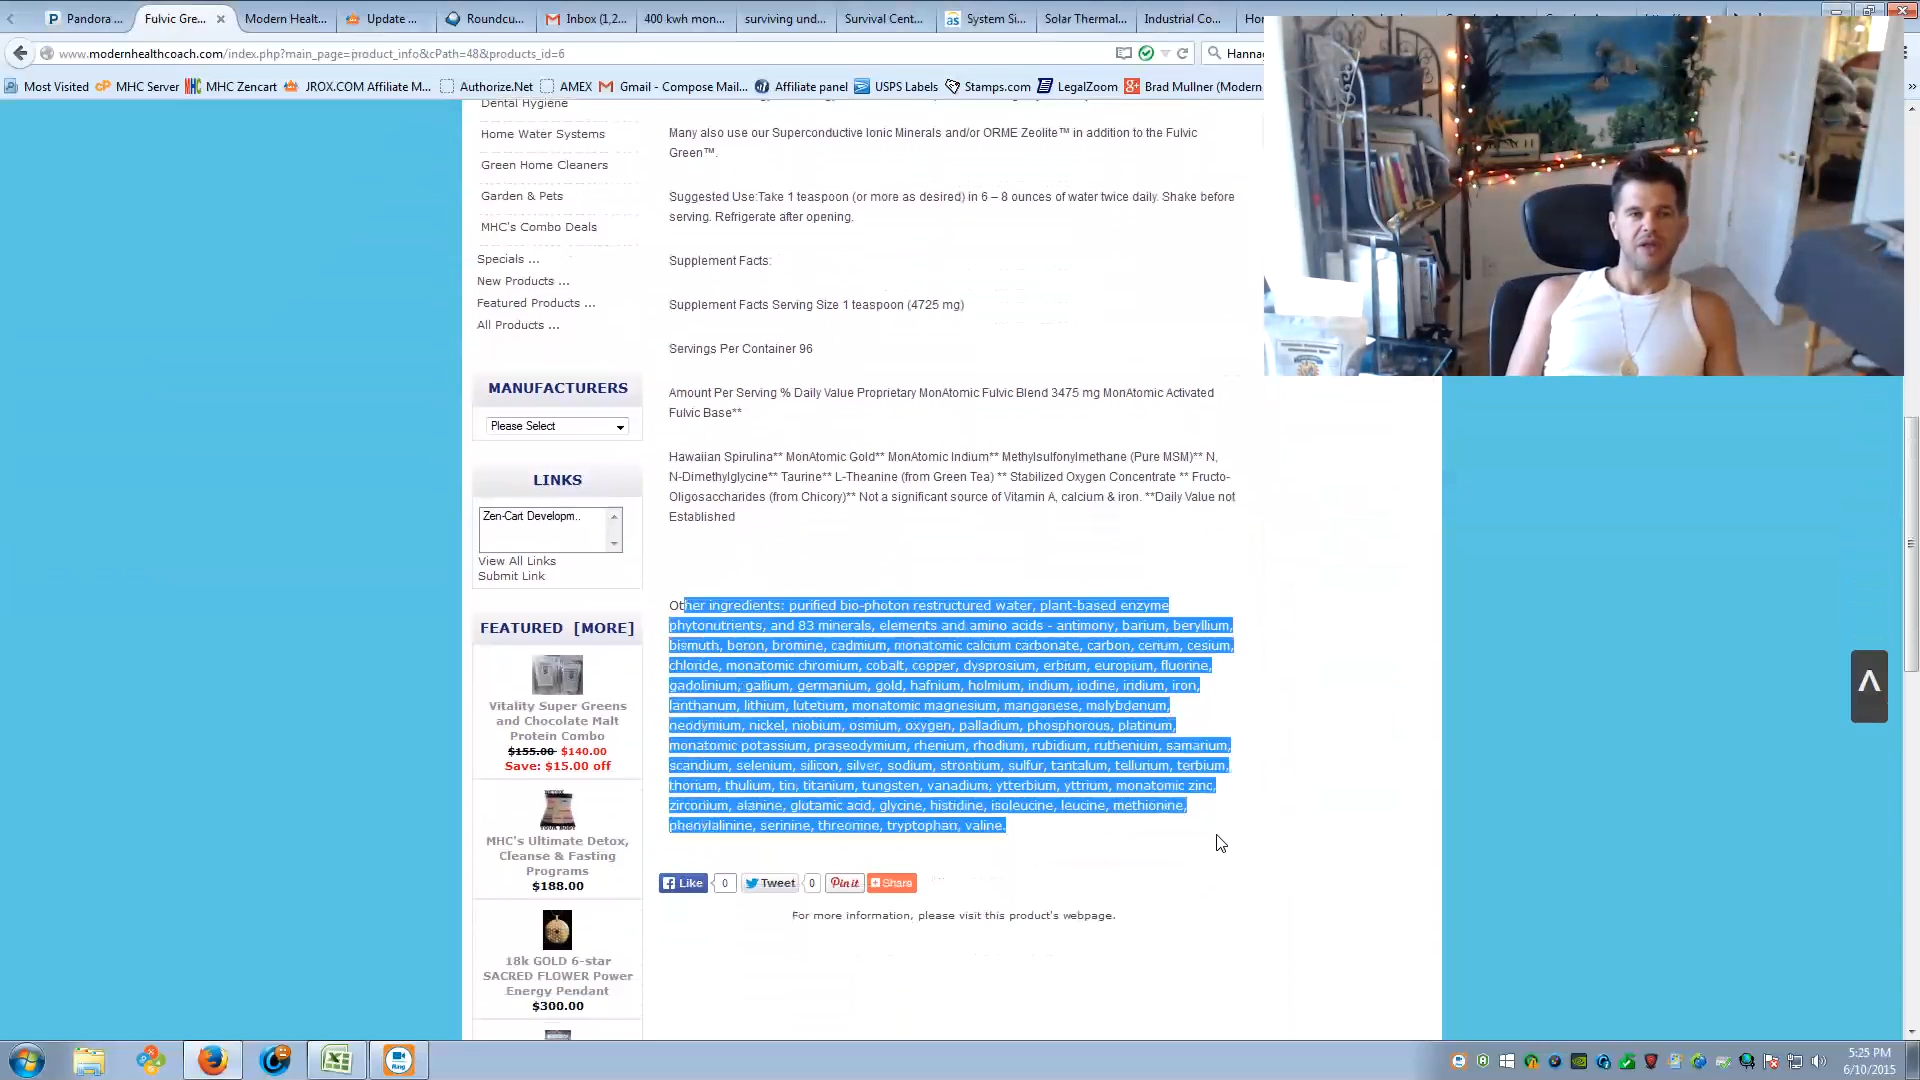 Pandora ...
Fulvic Gre...
Modern Healt...
Update ...
Roundcu...
Inbox (1,2...
400 kwh mon...
surviving und...
Survival Cent...
System Si...
Solar Thermal...
Industrial Co...
www.modernhealthcoach.com/index.php?main_page=product_info&cPath=48&products_id=6
Hanna
Most Visited
MHC Server
MHC Zencart
JROX.COM Affiliate M...
Authorize.Net
AMEX
Gmail - Compose Mail...
Affiliate panel
USPS Labels
Stamps.com
LegalZoom
Brad Mullner (Modern
Dental Hygiene
Home Water Systems
Green Home Cleaners
Garden & Pets
MHC's Combo Deals
Specials ...
New Products ...
Featured Products ...
All Products ...
MANUFACTURERS
Please Select
LINKS
Zen-Cart Developm..
View All Links
Submit Link
FEATURED [MORE]
Vitality Super Greens
and Chocolate Malt
Protein Combo
$155.00 $140.00
Save: $15.00 off
DETOX
YOUR BODY
MHC's Ultimate Detox,
Cleanse & Fasting
Programs
$188.00
18k GOLD 6-star
SACRED FLOWER Power
Energy Pendant
$300.00
Many also use our Superconductive Ionic Minerals and/or ORME Zeolite™ in addition to the Fulvic
Green™.
Suggested Use:Take 1 teaspoon (or more as desired) in 6 – 8 ounces of water twice daily. Shake before
serving. Refrigerate after opening.
Supplement Facts:
Supplement Facts Serving Size 1 teaspoon (4725 mg)
Servings Per Container 96
Amount Per Serving % Daily Value Proprietary MonAtomic Fulvic Blend 3475 mg MonAtomic Activated
Fulvic Base**
Hawaiian Spirulina** MonAtomic Gold** MonAtomic Indium** Methylsulfonylmethane (Pure MSM)** N,
N-Dimethylglycine** Taurine** L-Theanine (from Green Tea) ** Stabilized Oxygen Concentrate ** Fructo-
Oligosaccharides (from Chicory)** Not a significant source of Vitamin A, calcium & iron. **Daily Value not
Established
Other ingredients: purified bio-photon restructured water, plant-based enzyme
phytonutrients, and 83 minerals, elements and amino acids - antimony, barium, beryllium,
bismuth, boron, bromine, cadmium, monatomic calcium carbonate, carbon, cerium, cesium,
chloride, monatomic chromium, cobalt, copper, dysprosium, erbium, europium, fluorine,
gadolinium; gallium, germanium, gold, hafnium, holmium, indium, iodine, iridium, iron,
lanthanum, lithium, lutetium, monatomic magnesium, manganese, malybdenum,
neodymium, nickel, niobium, osmium, oxygen, palladium, phosphorous, platinum,
monatomic potassium, praseodymium, rhenium, rhodium, rubidium, ruthenium, samarium,
scandium, selenium, silicon, silver, sodium, strontium, sulfur, tantalum, tellurium, terbium,
thorium, thulium, tin, titanium, tungsten, vanadium, ytterbium, yttrium, monatomic zinc,
zirconium, alanine, glutamic acid, glycine, histidine, isoleucine, leucine, methionine,
phenylalinine, serinine, threonine, tryptophan, valine.
Like 0 Tweet 0 Pinit Share
For more information, please visit this product's webpage.
5:25 PM
6/10/2015